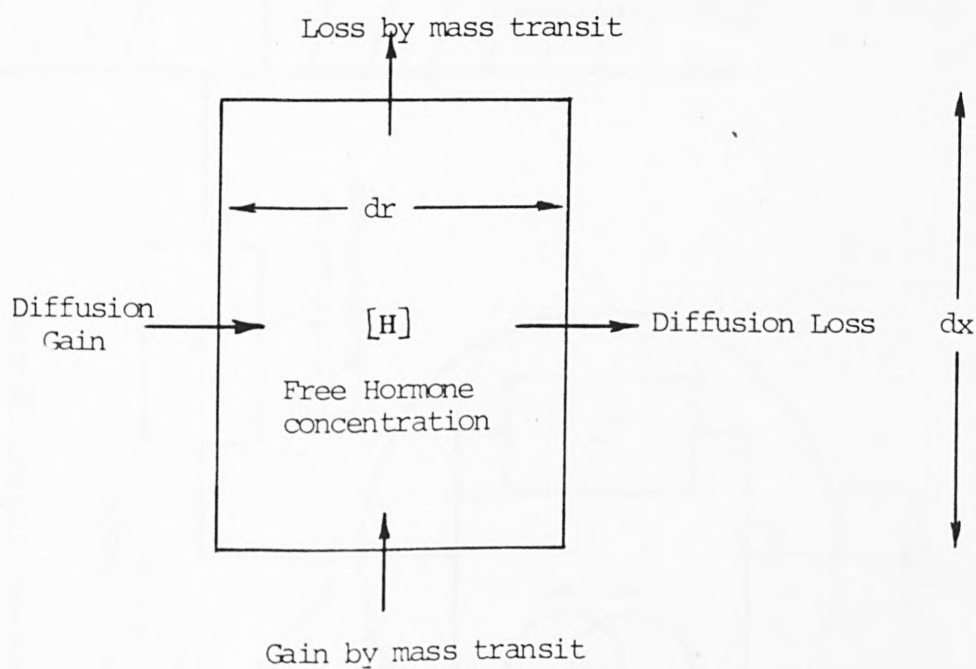 Loss by mass transit
dr
Diffusion
Gain
[H]
Diffusion Loss
dx
Free Hormone
concentration
Gain by mass transit